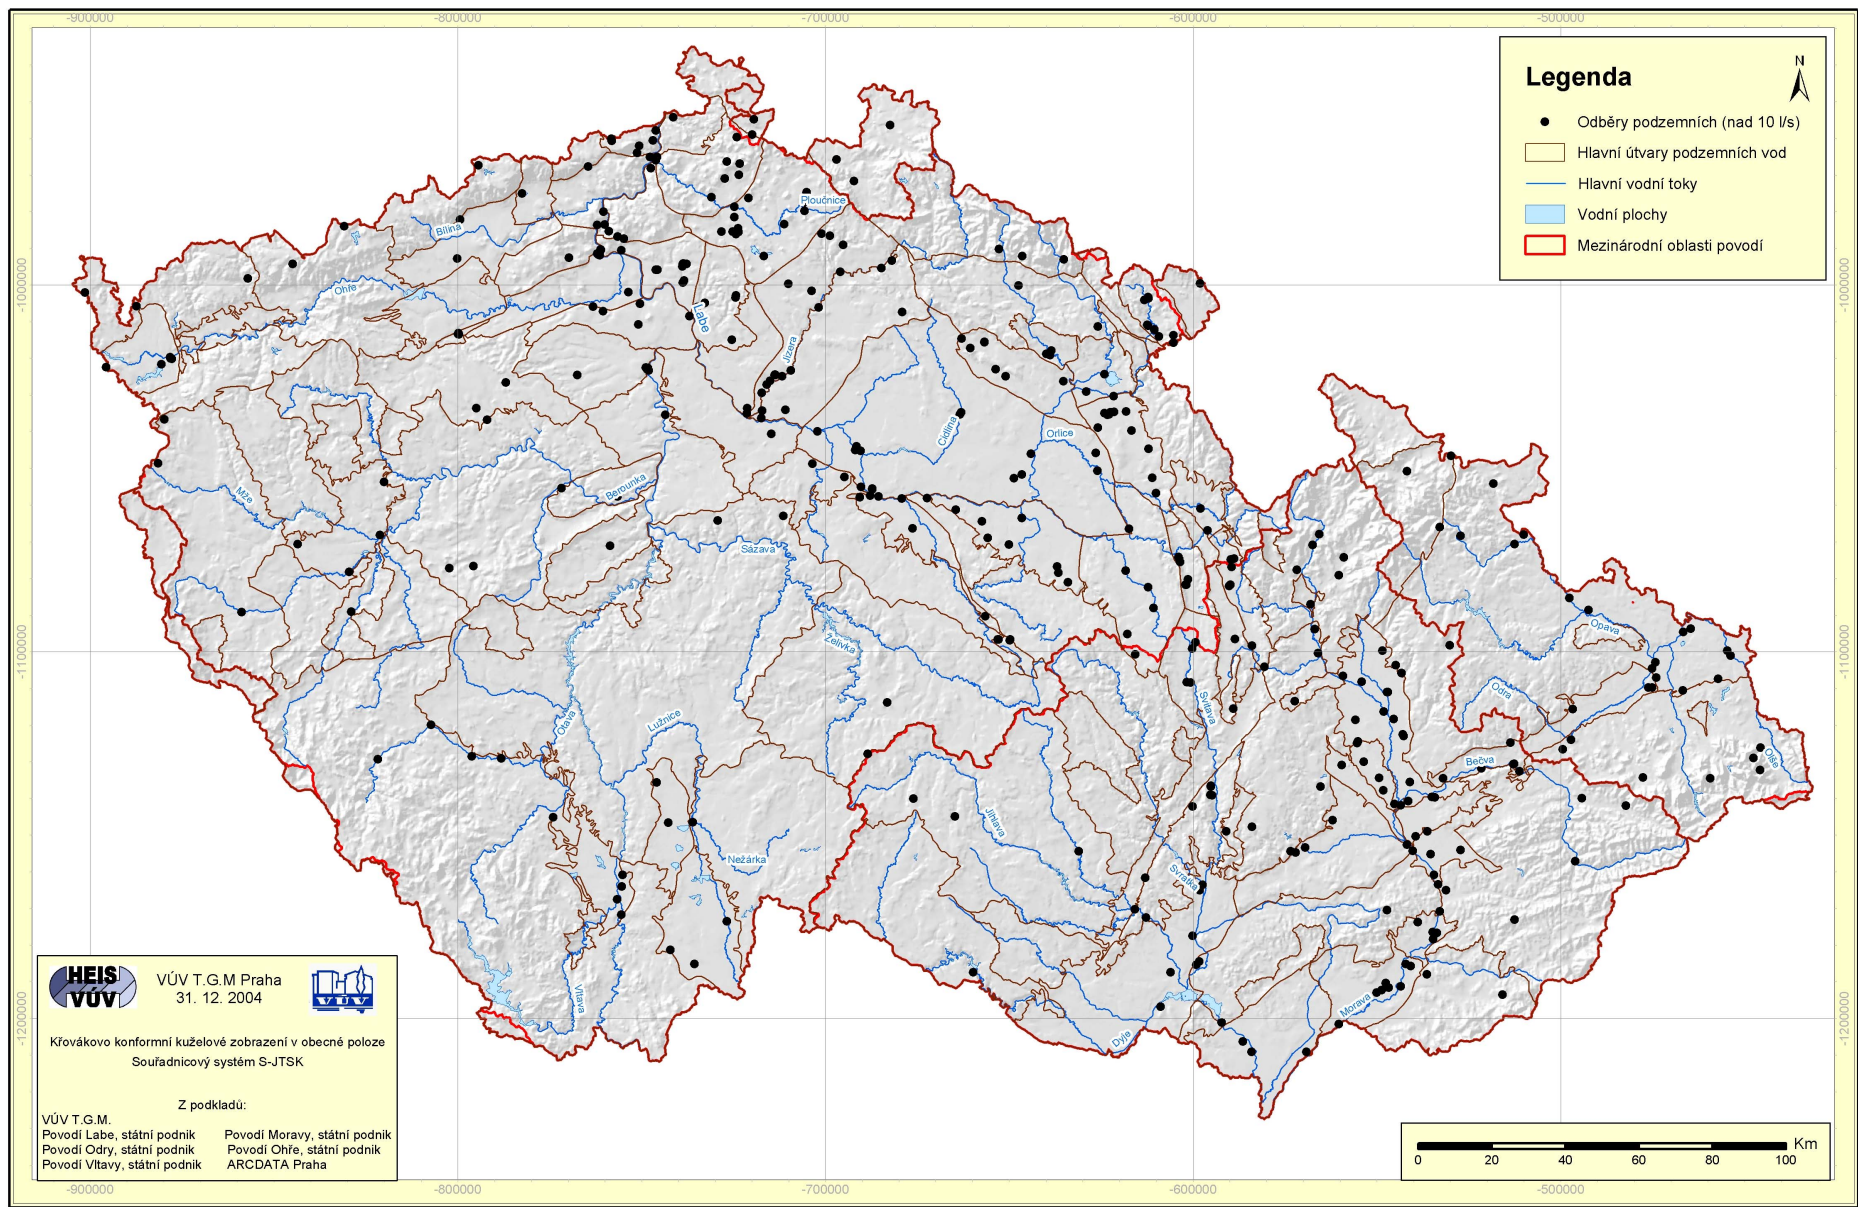 -900000 -800000 -700000 -600000 -500000
Legenda
N
Odběry podzemních (nad 10 l/s)
Hlavní útvary podzemních vod
Hlavní vodní toky
Vodní plochy
Mezinárodní oblasti povodí
Ploučnice
Bílina
-1000000
-1000000
Ohře
Labe
Jizera
Cidlina
Orlice
Mže
Berounka
Sázava
Želivka
-1100000
-1100000
Opava
Odra
Svitava
Otava
Lužnice
Bečva
Olše
Jihlava
Nežárka
Svratka
Vltava
Morava
Dyje
-1200000
-1200000
HEIS
VÚV
VÚV T.G.M Praha
31. 12. 2004
VÚV
Křovákovo konformní kuželové zobrazení v obecné poloze
Souřadnicový systém S-JTSK
Z podkladů:
VÚV T.G.M.
Povodí Labe, státní podnik Povodí Moravy, státní podnik
Povodí Odry, státní podnik Povodí Ohře, státní podnik
Povodí Vltavy, státní podnik ARCDATA Praha
Km
0 20 40 60 80 100
-900000 -800000 -700000 -600000 -500000